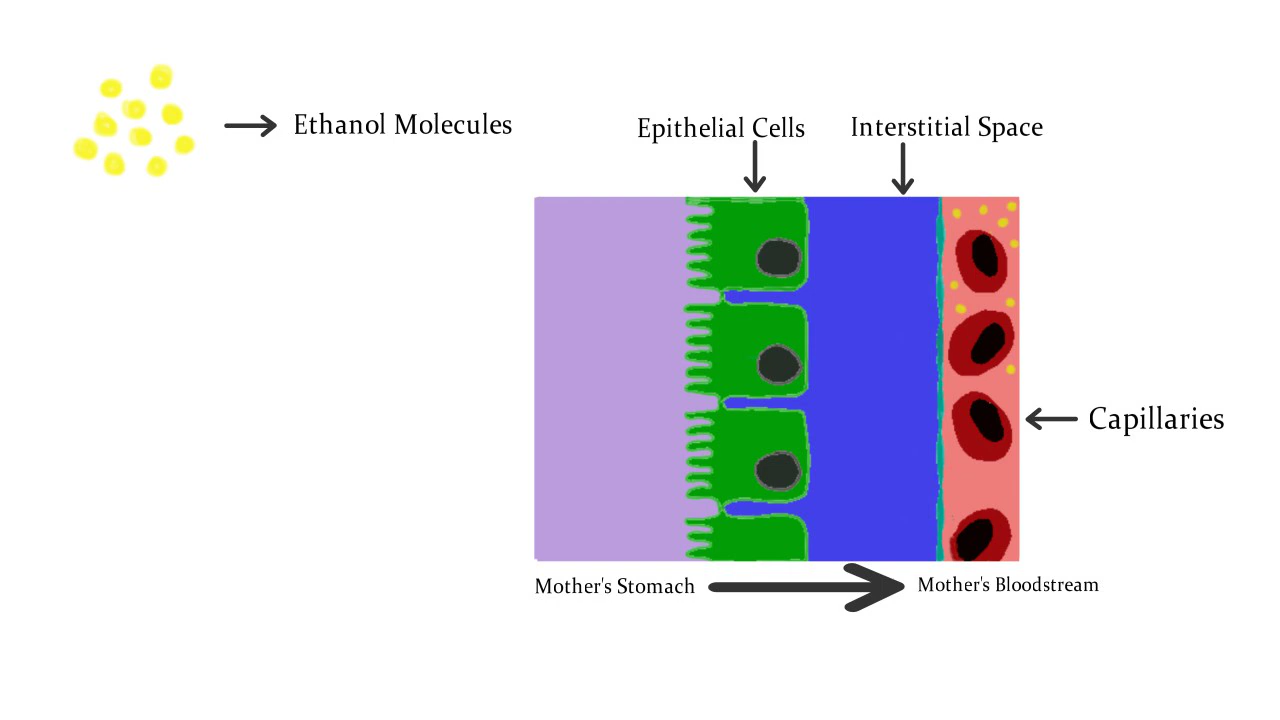 Ethanol Molecules
Epithelial Cells
Interstitial Space
Capillaries
Mother's Stomach
Mother's Bloodstream